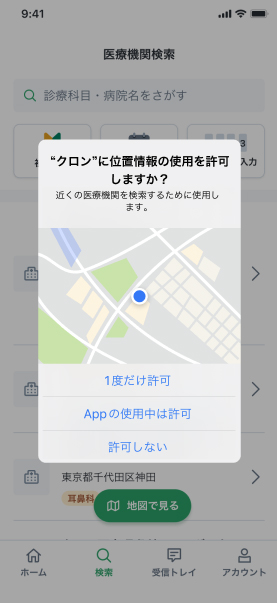 9:41
医療機関検索
診療科目・病院名をさがす
3
入力
“クロン”に位置情報の使用を許可
しますか？
近くの医療機関を検索するために使用し
ます。
1度だけ許可
Appの使用中は許可
許可しない
東京都千代田区神田
耳鼻科
地図で見る
ホーム
検索
受信トレイ
アカウント